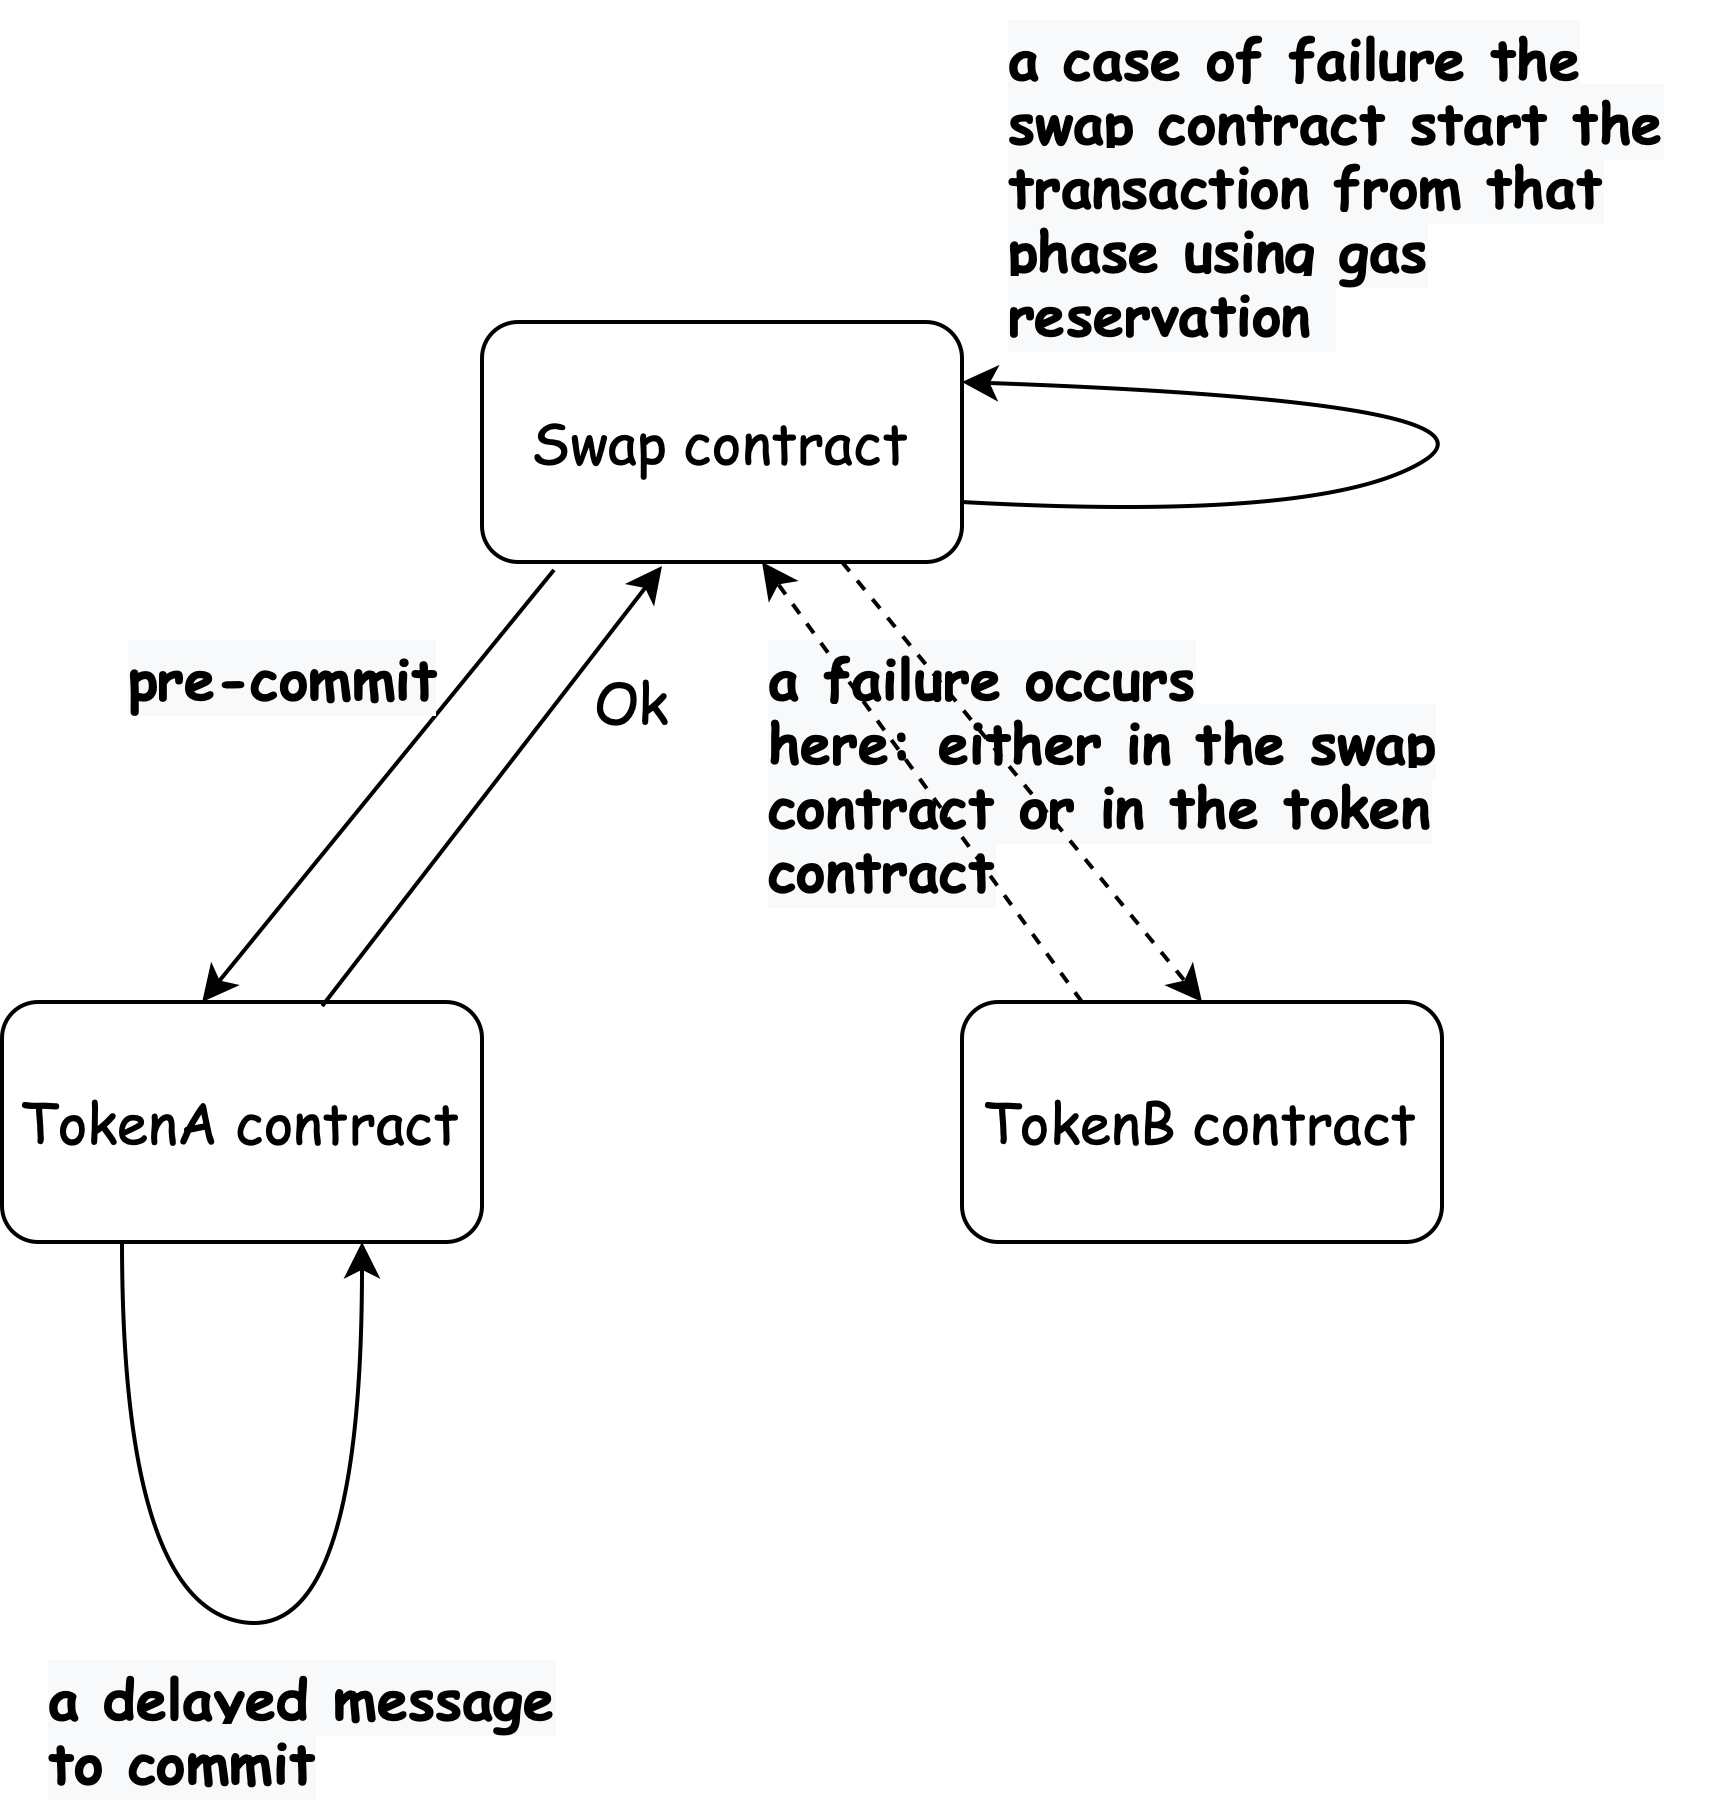 a case of failure the
swap contract start the
transaction from that
phase using gas
reservation
Swap contract
pre-commit
Ok
a failure occurs
here: either in the swap
contract or in the token
contract
TokenA contract
TokenB contract
a delayed message
to commit